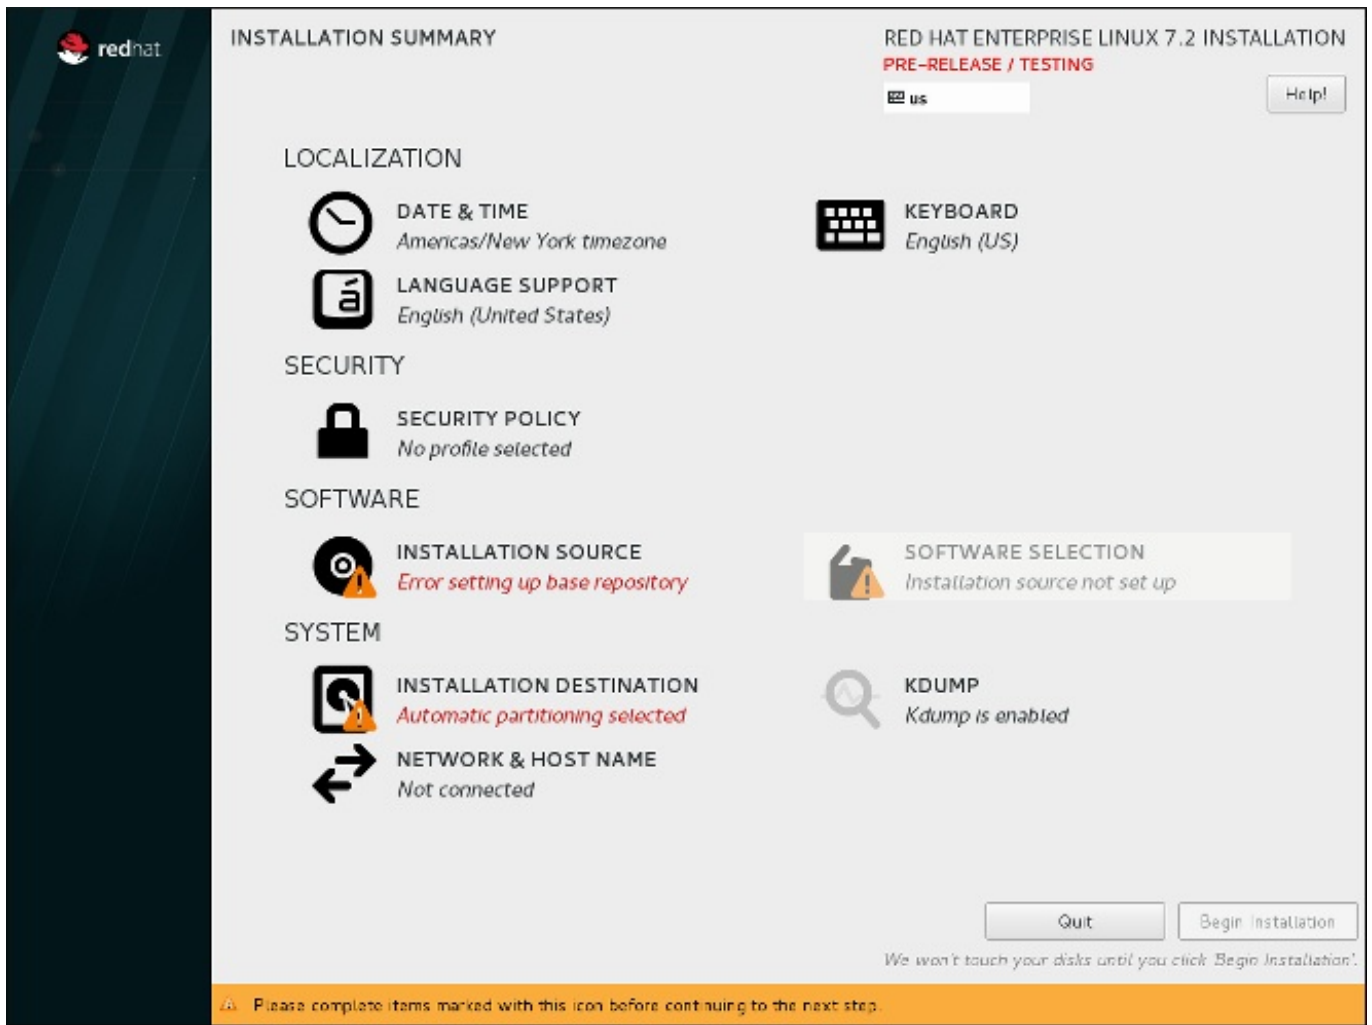 redhat
INSTALLATION SUMMARY
RED HAT ENTERPRISE LINUX 7.2 INSTALLATION
PRE-RELEASE / TESTING
us
Help!
LOCALIZATION
DATE & TIME
Americas/New York timezone
KEYBOARD
English (US)
LANGUAGE SUPPORT
English (United States)
SECURITY
SECURITY POLICY
No profile selected
SOFTWARE
INSTALLATION SOURCE
Error setting up base repository
SOFTWARE SELECTION
Installation source not set up
SYSTEM
INSTALLATION DESTINATION
Automatic partitioning selected
KDUMP
Kdump is enabled
NETWORK & HOST NAME
Not connected
Quit
Begin Installation
We won't touch your disks until you click 'Begin Installation'.
Please complete items marked with this icon before continuing to the next step.